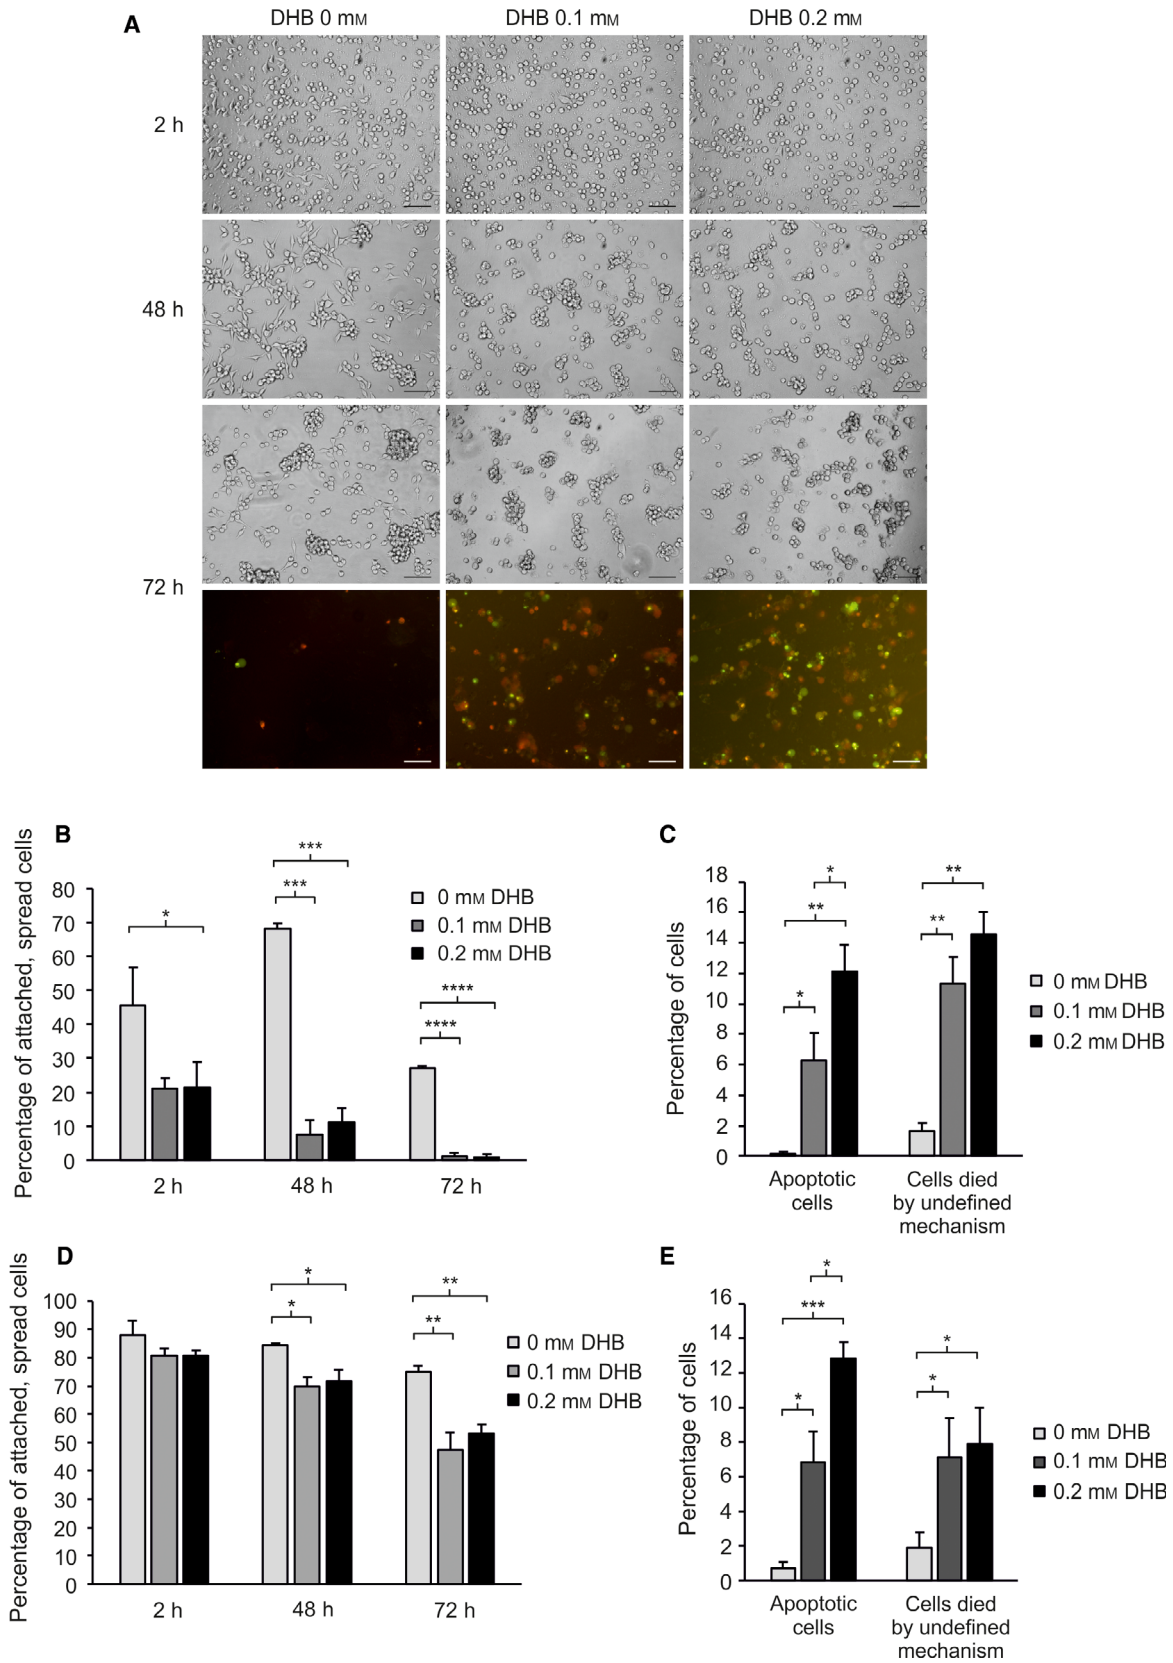 A
DHB 0 mM
DHB 0.1 mM
DHB 0.2 mM
2 h
48 h
72 h
B
Percentage of attached, spread cells
80
70
60
50
40
30
20
10
0
*
***
***
****
****
0 mM DHB
0.1 mM DHB
0.2 mM DHB
2 h
48 h
72 h
C
Percentage of cells
18
16
14
12
10
8
6
4
2
0
*
**
*
**
**
0 mM DHB
0.1 mM DHB
0.2 mM DHB
Apoptotic
cells
Cells died
by undefined
mechanism
D
Percentage of attached, spread cells
100
90
80
70
60
50
40
30
20
10
0
*
*
**
**
0 mM DHB
0.1 mM DHB
0.2 mM DHB
2 h
48 h
72 h
E
Percentage of cells
16
14
12
10
8
6
4
2
0
*
***
*
*
*
0 mM DHB
0.1 mM DHB
0.2 mM DHB
Apoptotic
cells
Cells died
by undefined
mechanism